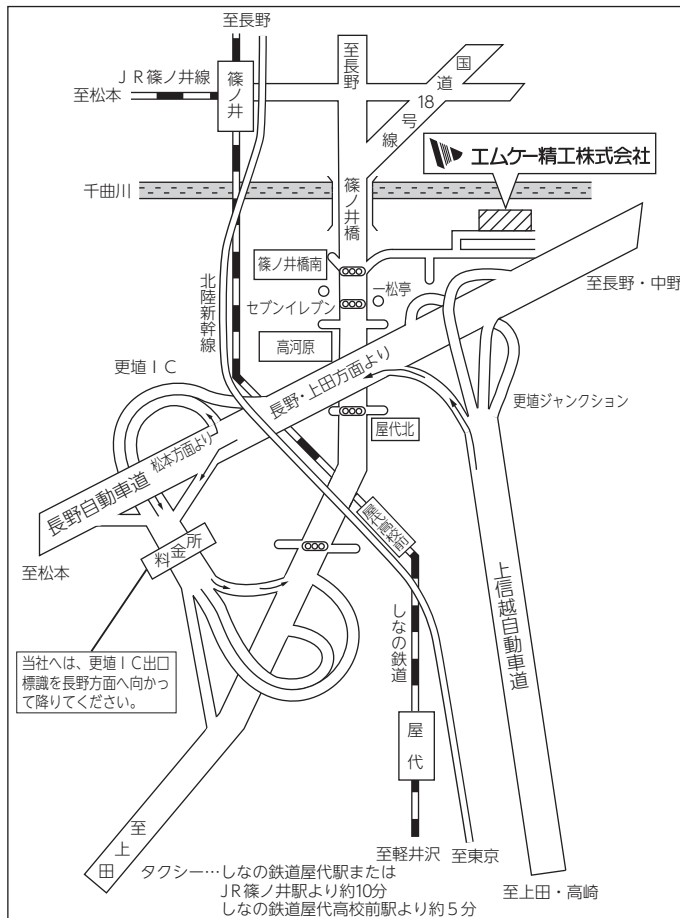 至長野
JR篠ノ井線
至松本
篠ノ井
至長野
国道18号線
エムケー精工株式会社
千曲川
篠ノ井橋
篠ノ井橋南
一松亭
セブンイレブン
至長野・中野
北陸新幹線
高河原
更埴IC
長野・上田方面より
更埴ジャンクション
屋代北
長野自動車道
松本方面より
屋代高校前
料金所
至松本
上信越自動車道
しなの鉄道
当社へは、更埴IC出口
標識を長野方面へ向かっ
て降りてください。
屋代
至上田
至軽井沢
至東京
タクシー…しなの鉄道屋代駅または
JR篠ノ井駅より約10分
しなの鉄道屋代高校前駅より約5分
至上田・高崎